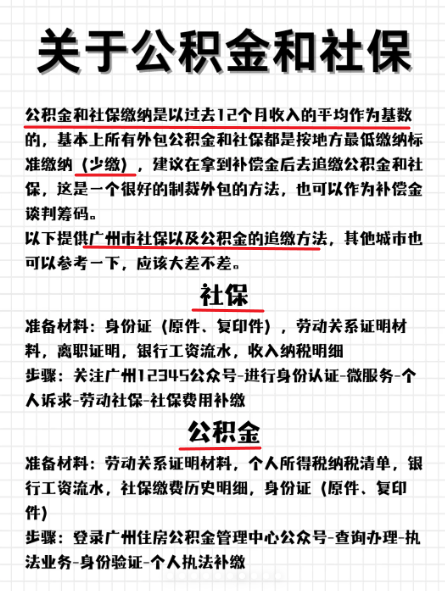 关于公积金和社保
公积金和社保缴纳是以过去12个月收入的平均作为基数
的，基本上所有外包公积金和社保都是按地方最低缴纳标
准缴纳（少缴），建议在拿到补偿金后去追缴公积金和社
保，这是一个很好的制裁外包的方法，也可以作为补偿金
谈判筹码。
以下提供广州市社保以及公积金的追缴方法，其他城市也
可以参考一下，应该大差不差。
社保
准备材料：身份证（原件、复印件），劳动关系证明材
料，离职证明，银行工资流水，收入纳税明细
步骤：关注广州12345公众号-进行身份认证-微服务-个
人诉求-劳动社保-社保费用补缴
公积金
准备材料：劳动关系证明材料，个人所得税纳税清单，银
行工资流水，社保缴费历史明细，身份证（原件、复印
件）
步骤：登录广州住房公积金管理中心公众号-查询办理-执
法业务-身份验证-个人执法补缴